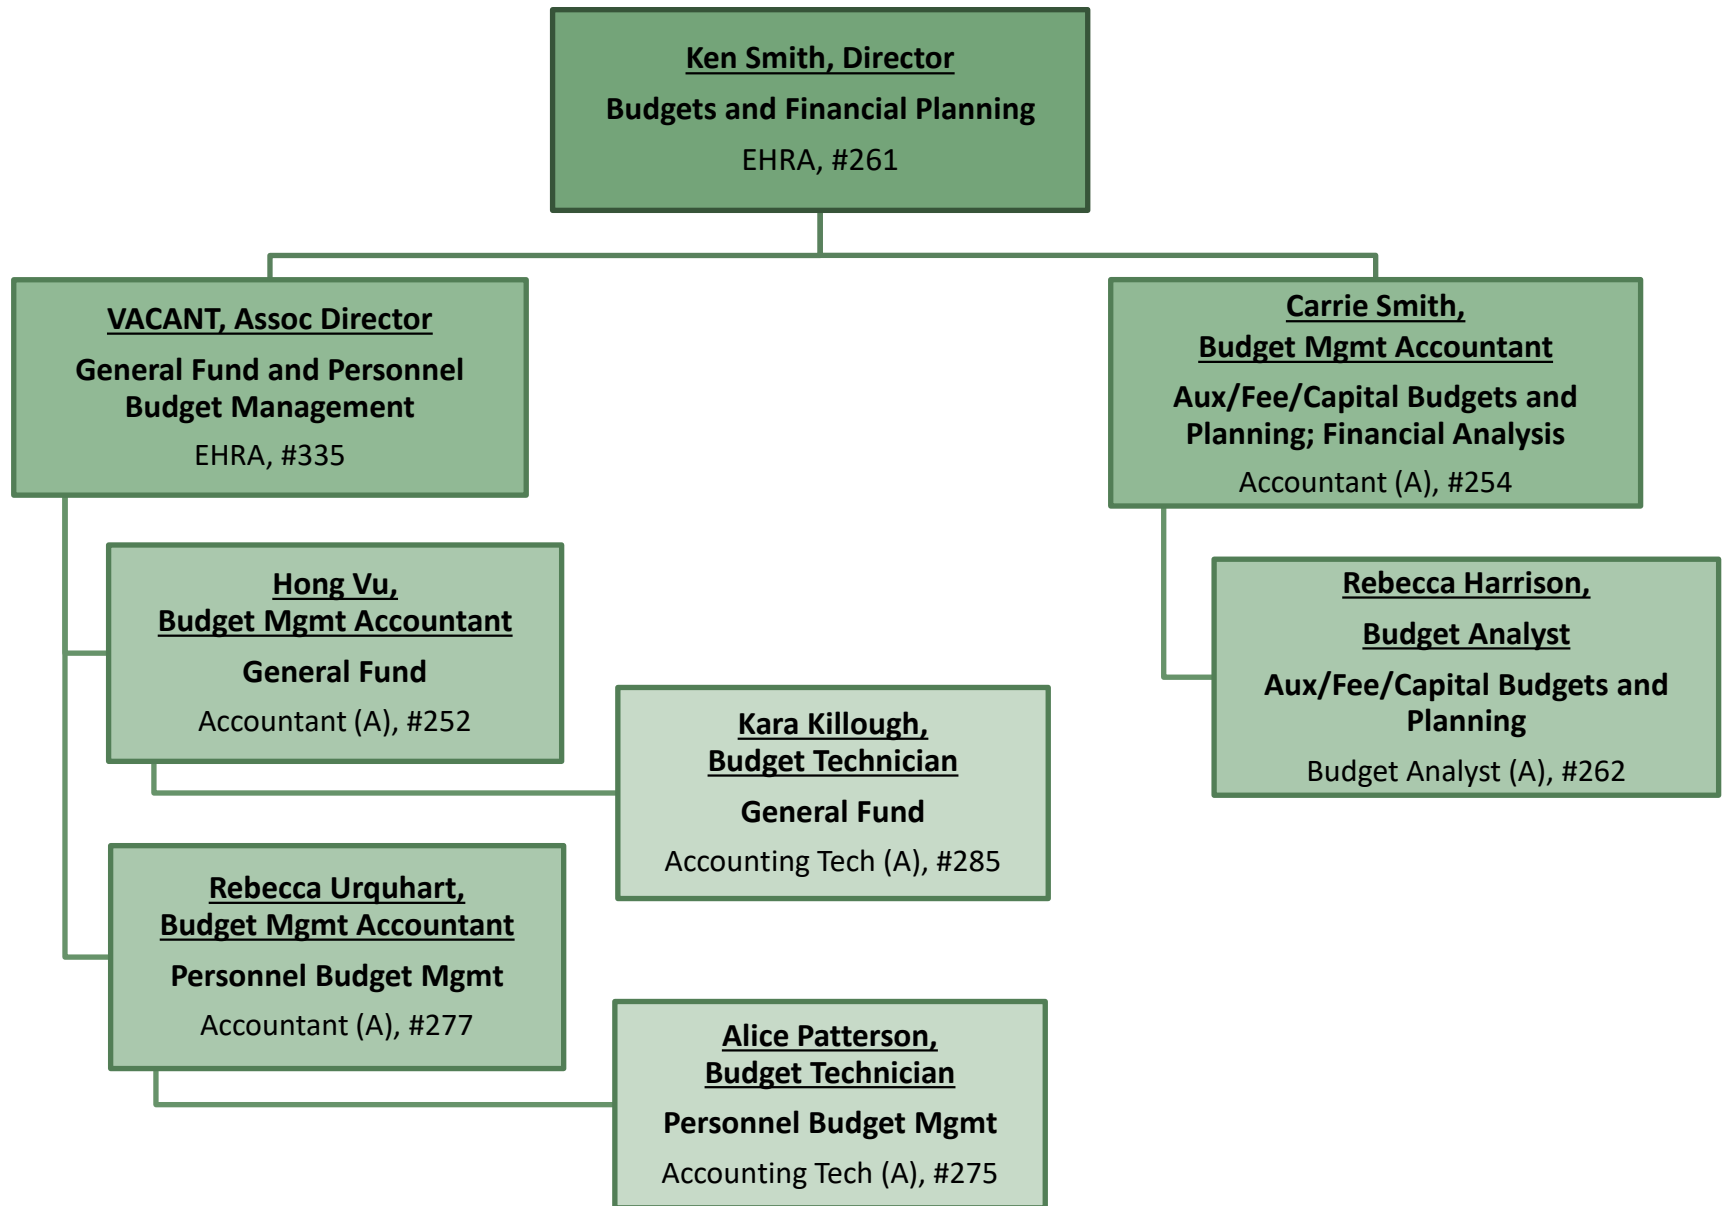 Ken Smith, Director
Budgets and Financial Planning
EHRA, #261
VACANT, Assoc Director
General Fund and Personnel
Budget Management
EHRA, #335
Carrie Smith,
Budget Mgmt Accountant
Aux/Fee/Capital Budgets and
Planning; Financial Analysis
Accountant (A), #254
Hong Vu,
Budget Mgmt Accountant
General Fund
Accountant (A), #252
Rebecca Harrison,
Budget Analyst
Aux/Fee/Capital Budgets and
Planning
Budget Analyst (A), #262
Kara Killough,
Budget Technician
General Fund
Accounting Tech (A), #285
Rebecca Urquhart,
Budget Mgmt Accountant
Personnel Budget Mgmt
Accountant (A), #277
Alice Patterson,
Budget Technician
Personnel Budget Mgmt
Accounting Tech (A), #275